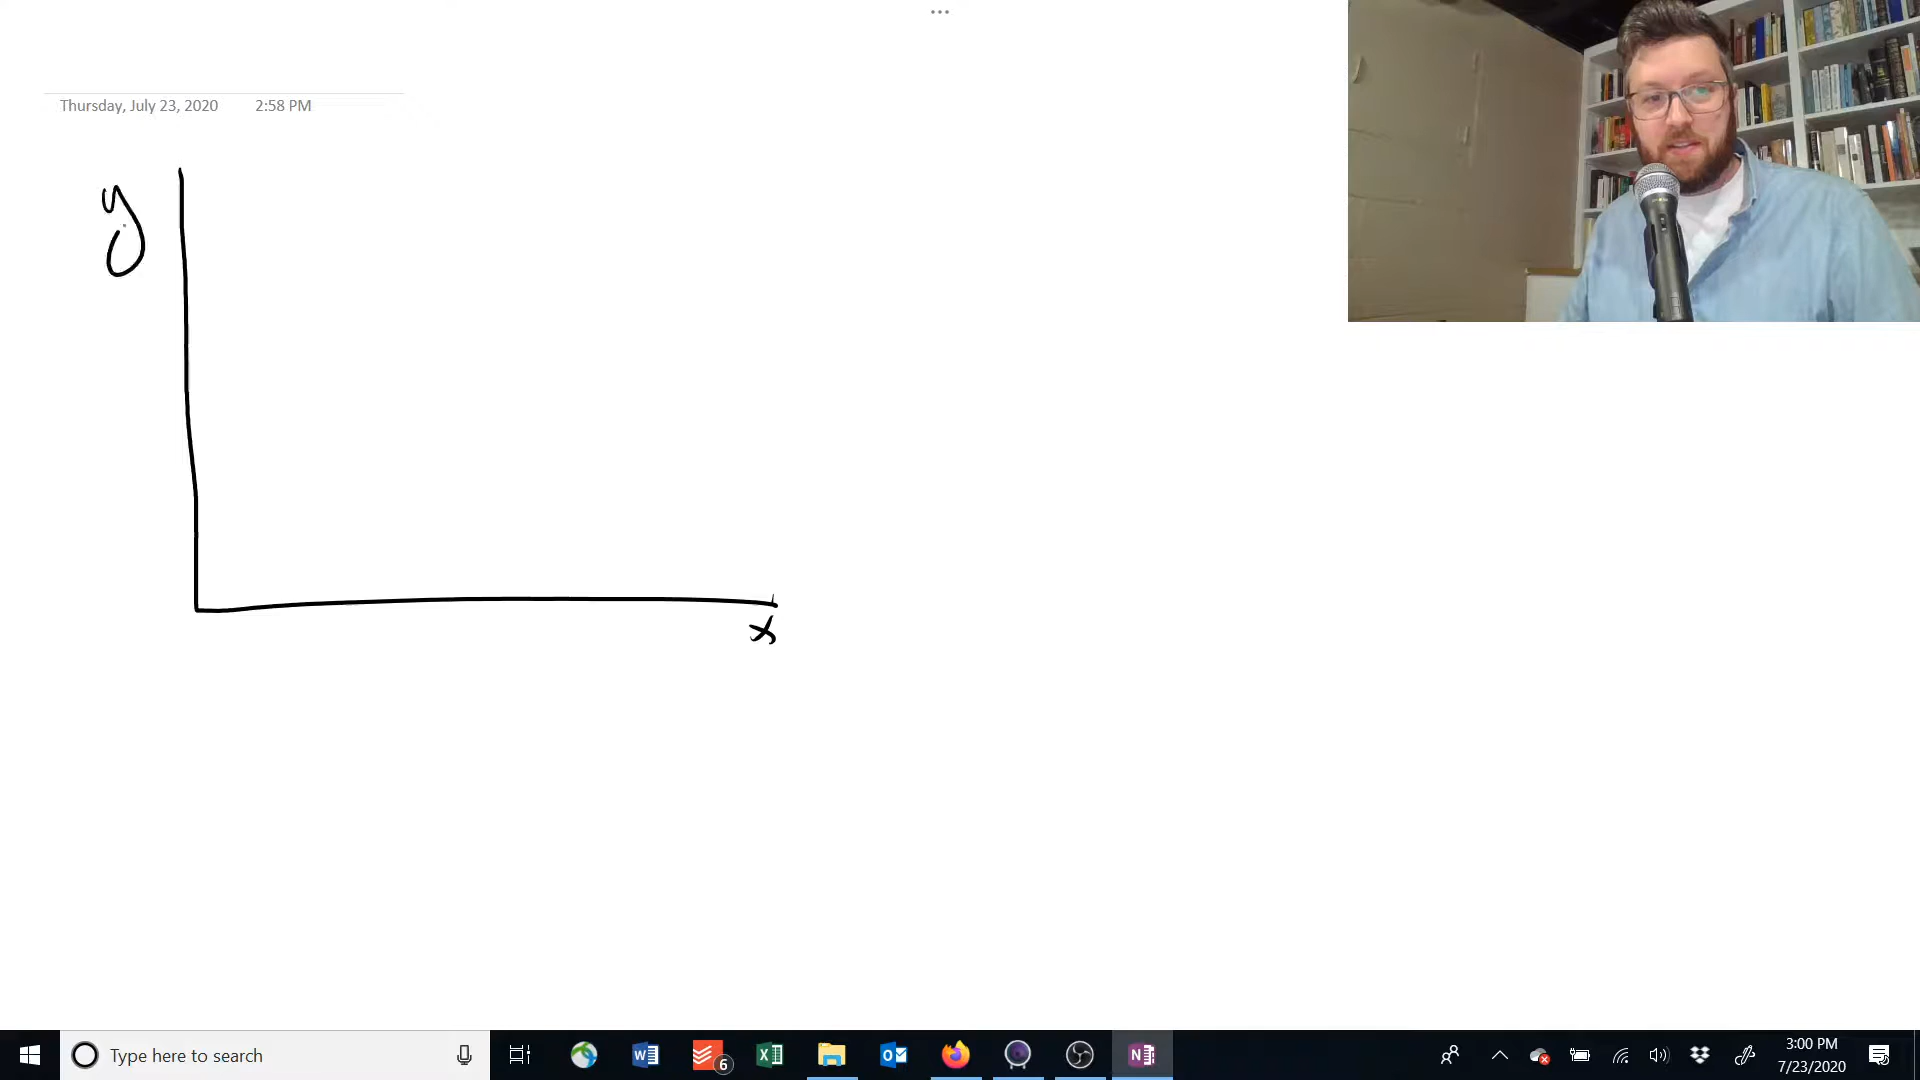 Thursday, July 23, 2020 2:58 PM
y
x
Type here to search
6
3:00 PM
7/23/2020